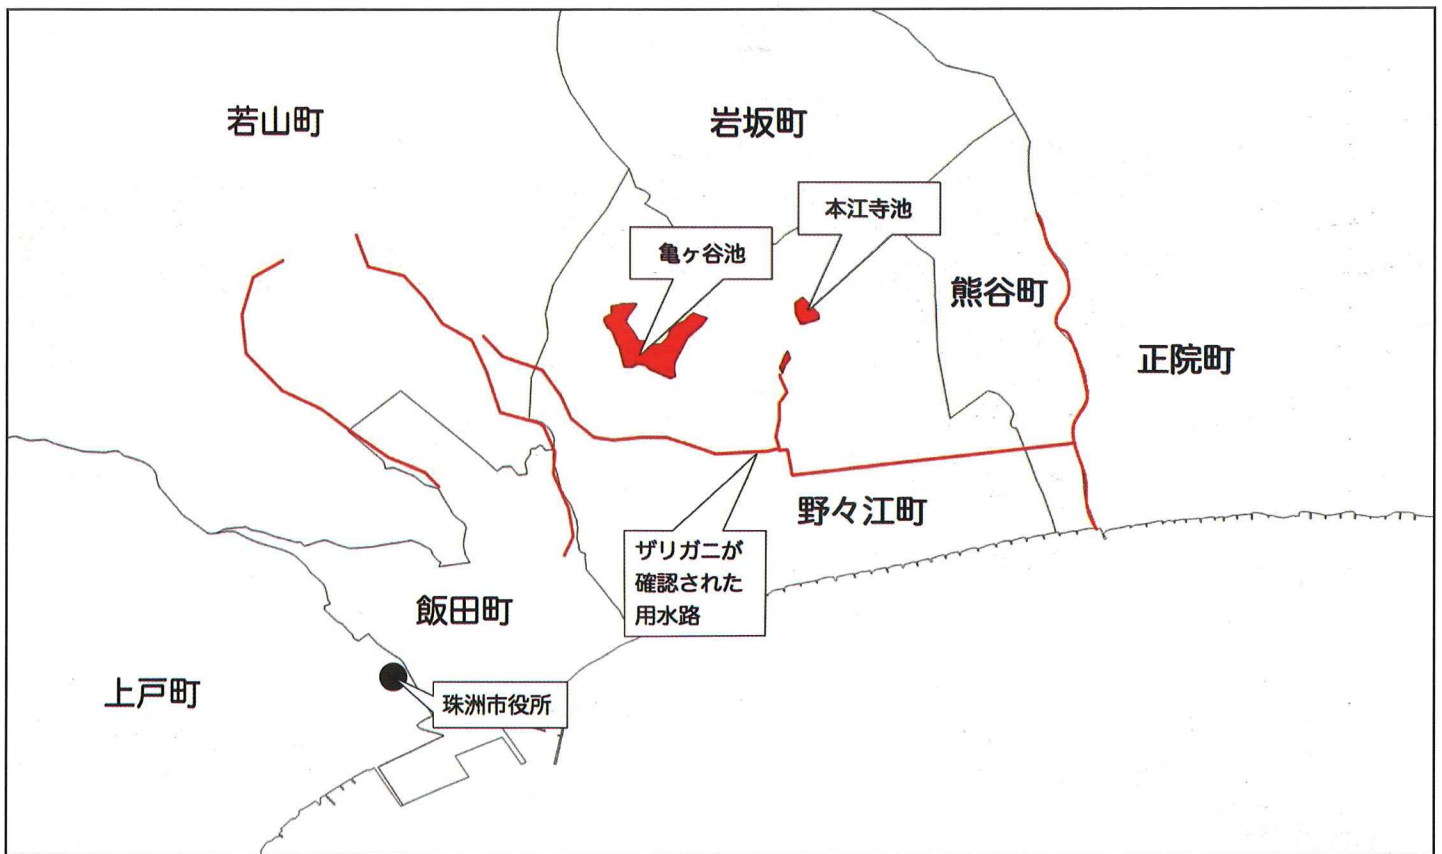 若山町
岩坂町
本江寺池
亀ヶ谷池
熊谷町
正院町
野々江町
ザリガニが
確認された
用水路
飯田町
上戸町
珠洲市役所